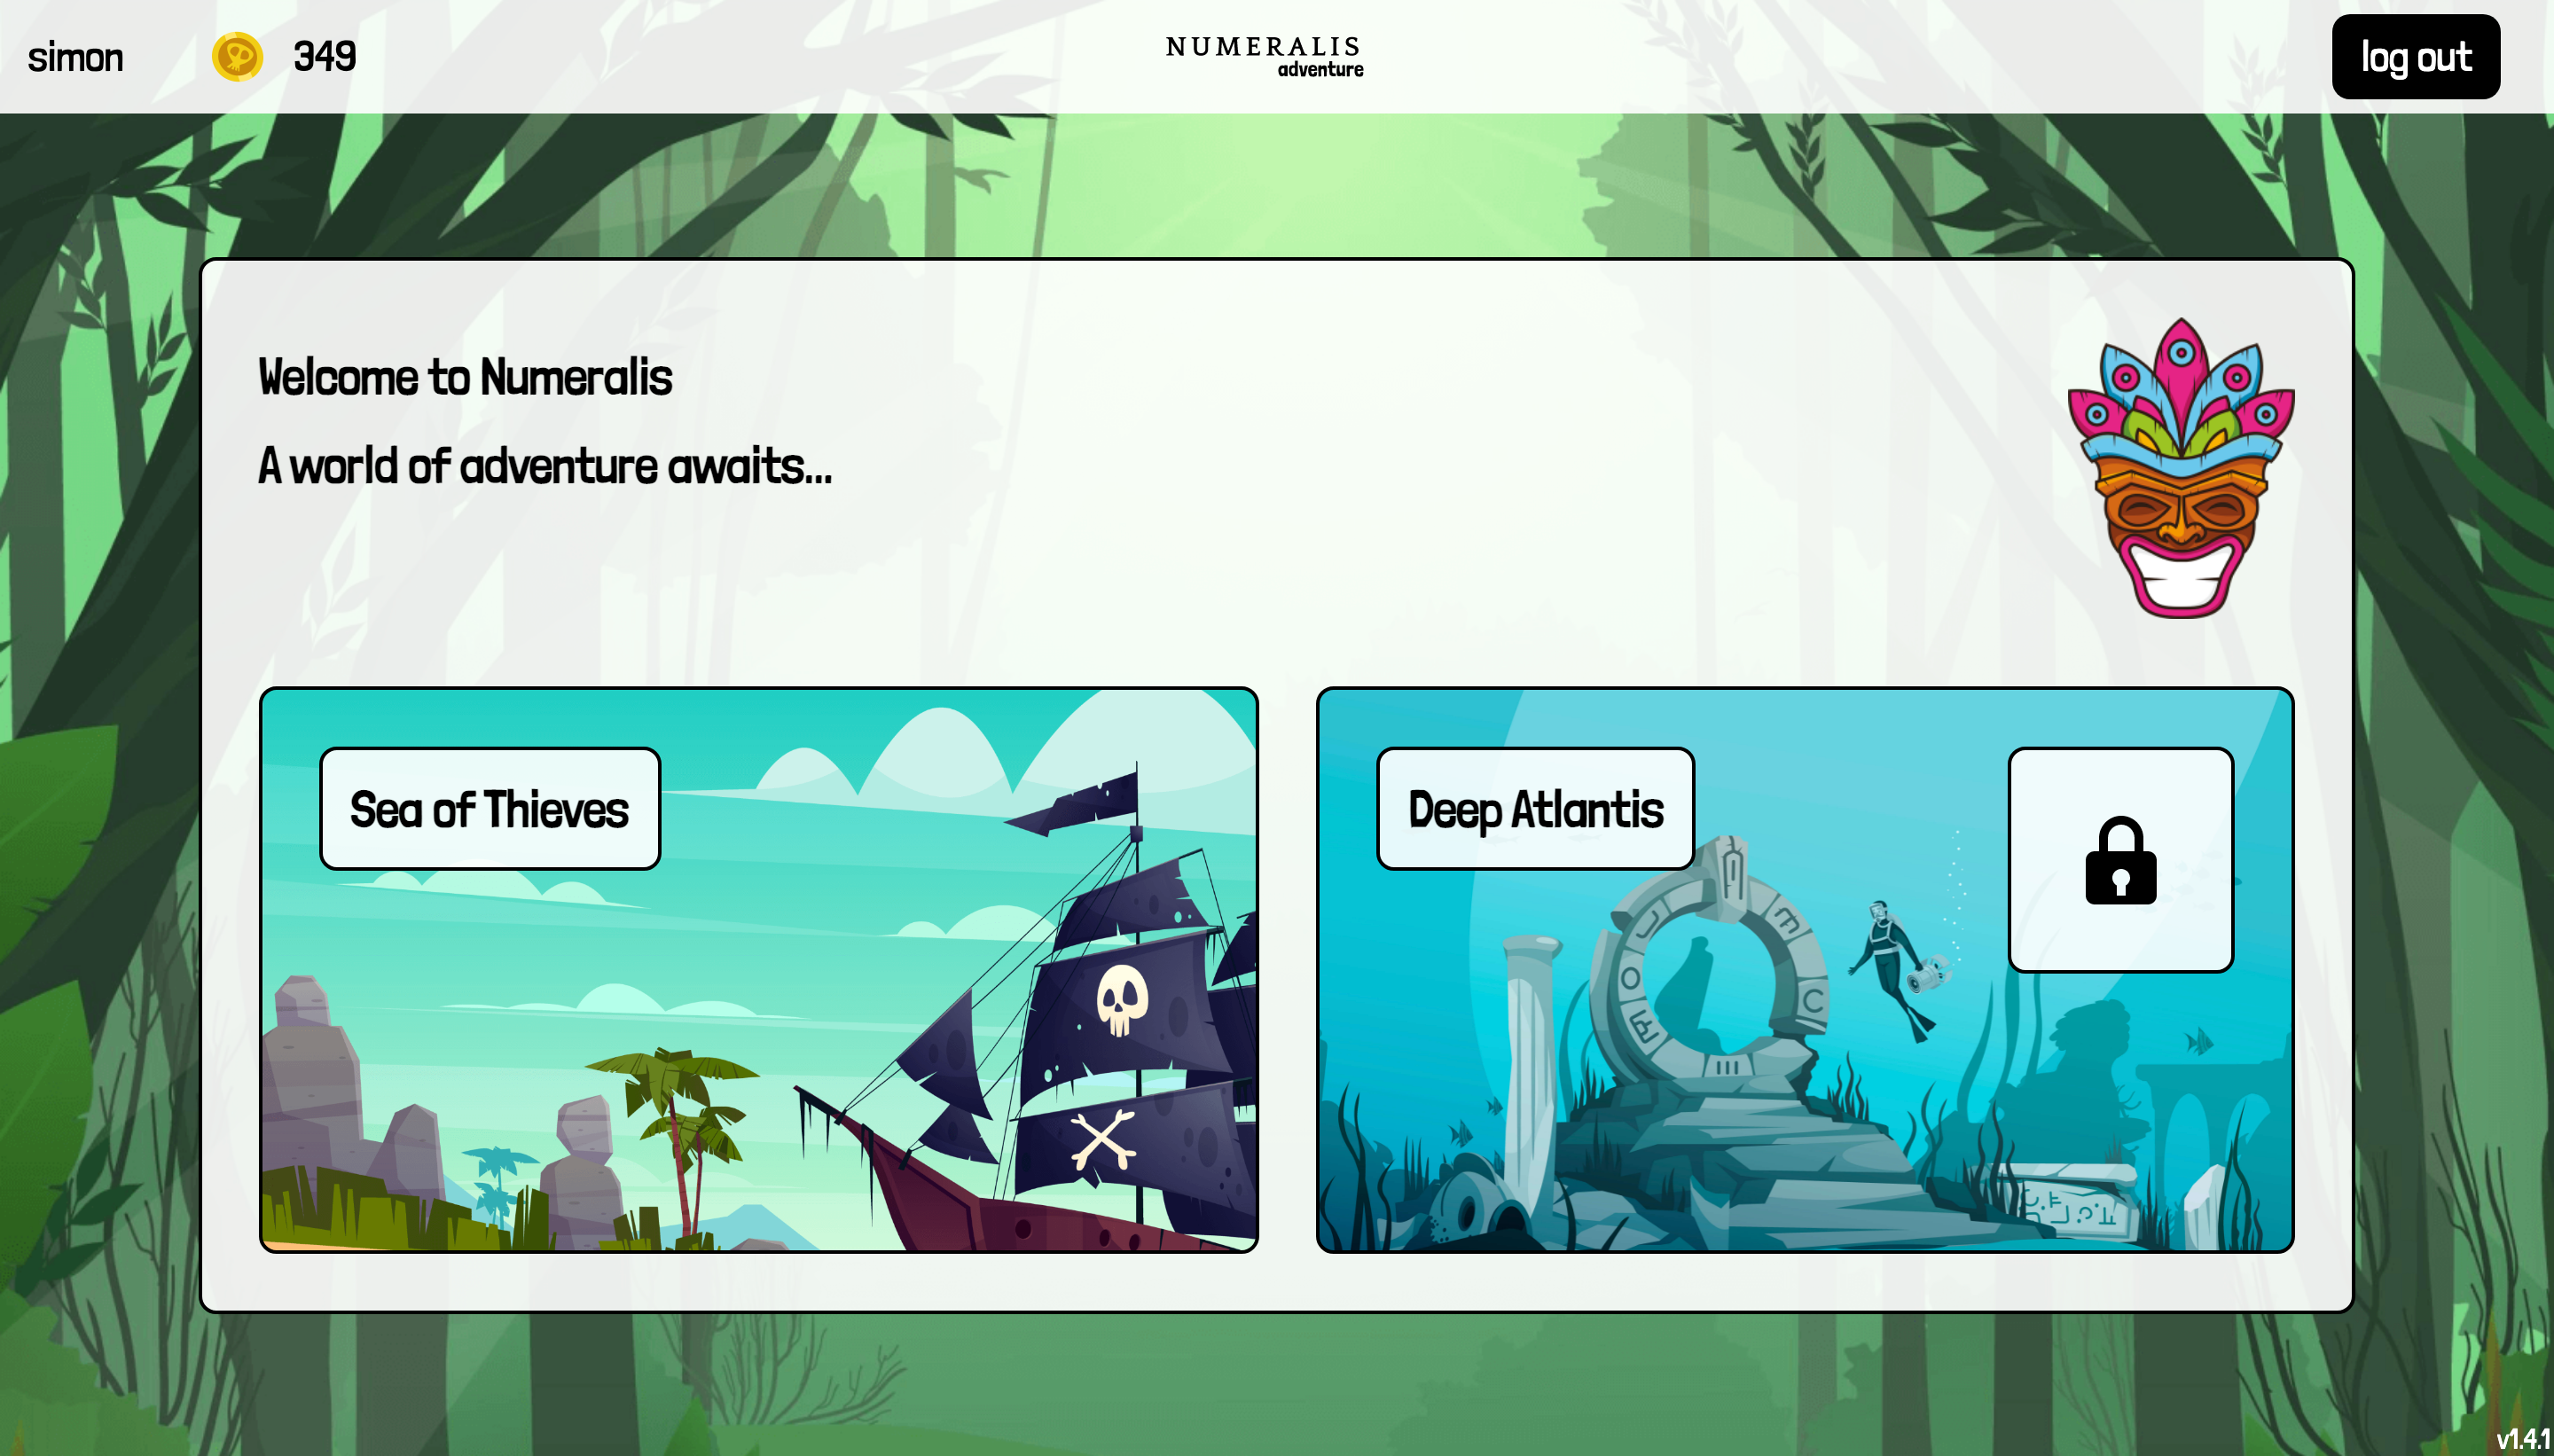 simon
349
NUMERALIS
adventure
log out
Welcome to Numeralis
A world of adventure awaits...
Sea of Thieves
Deep Atlantis
v1.4.1